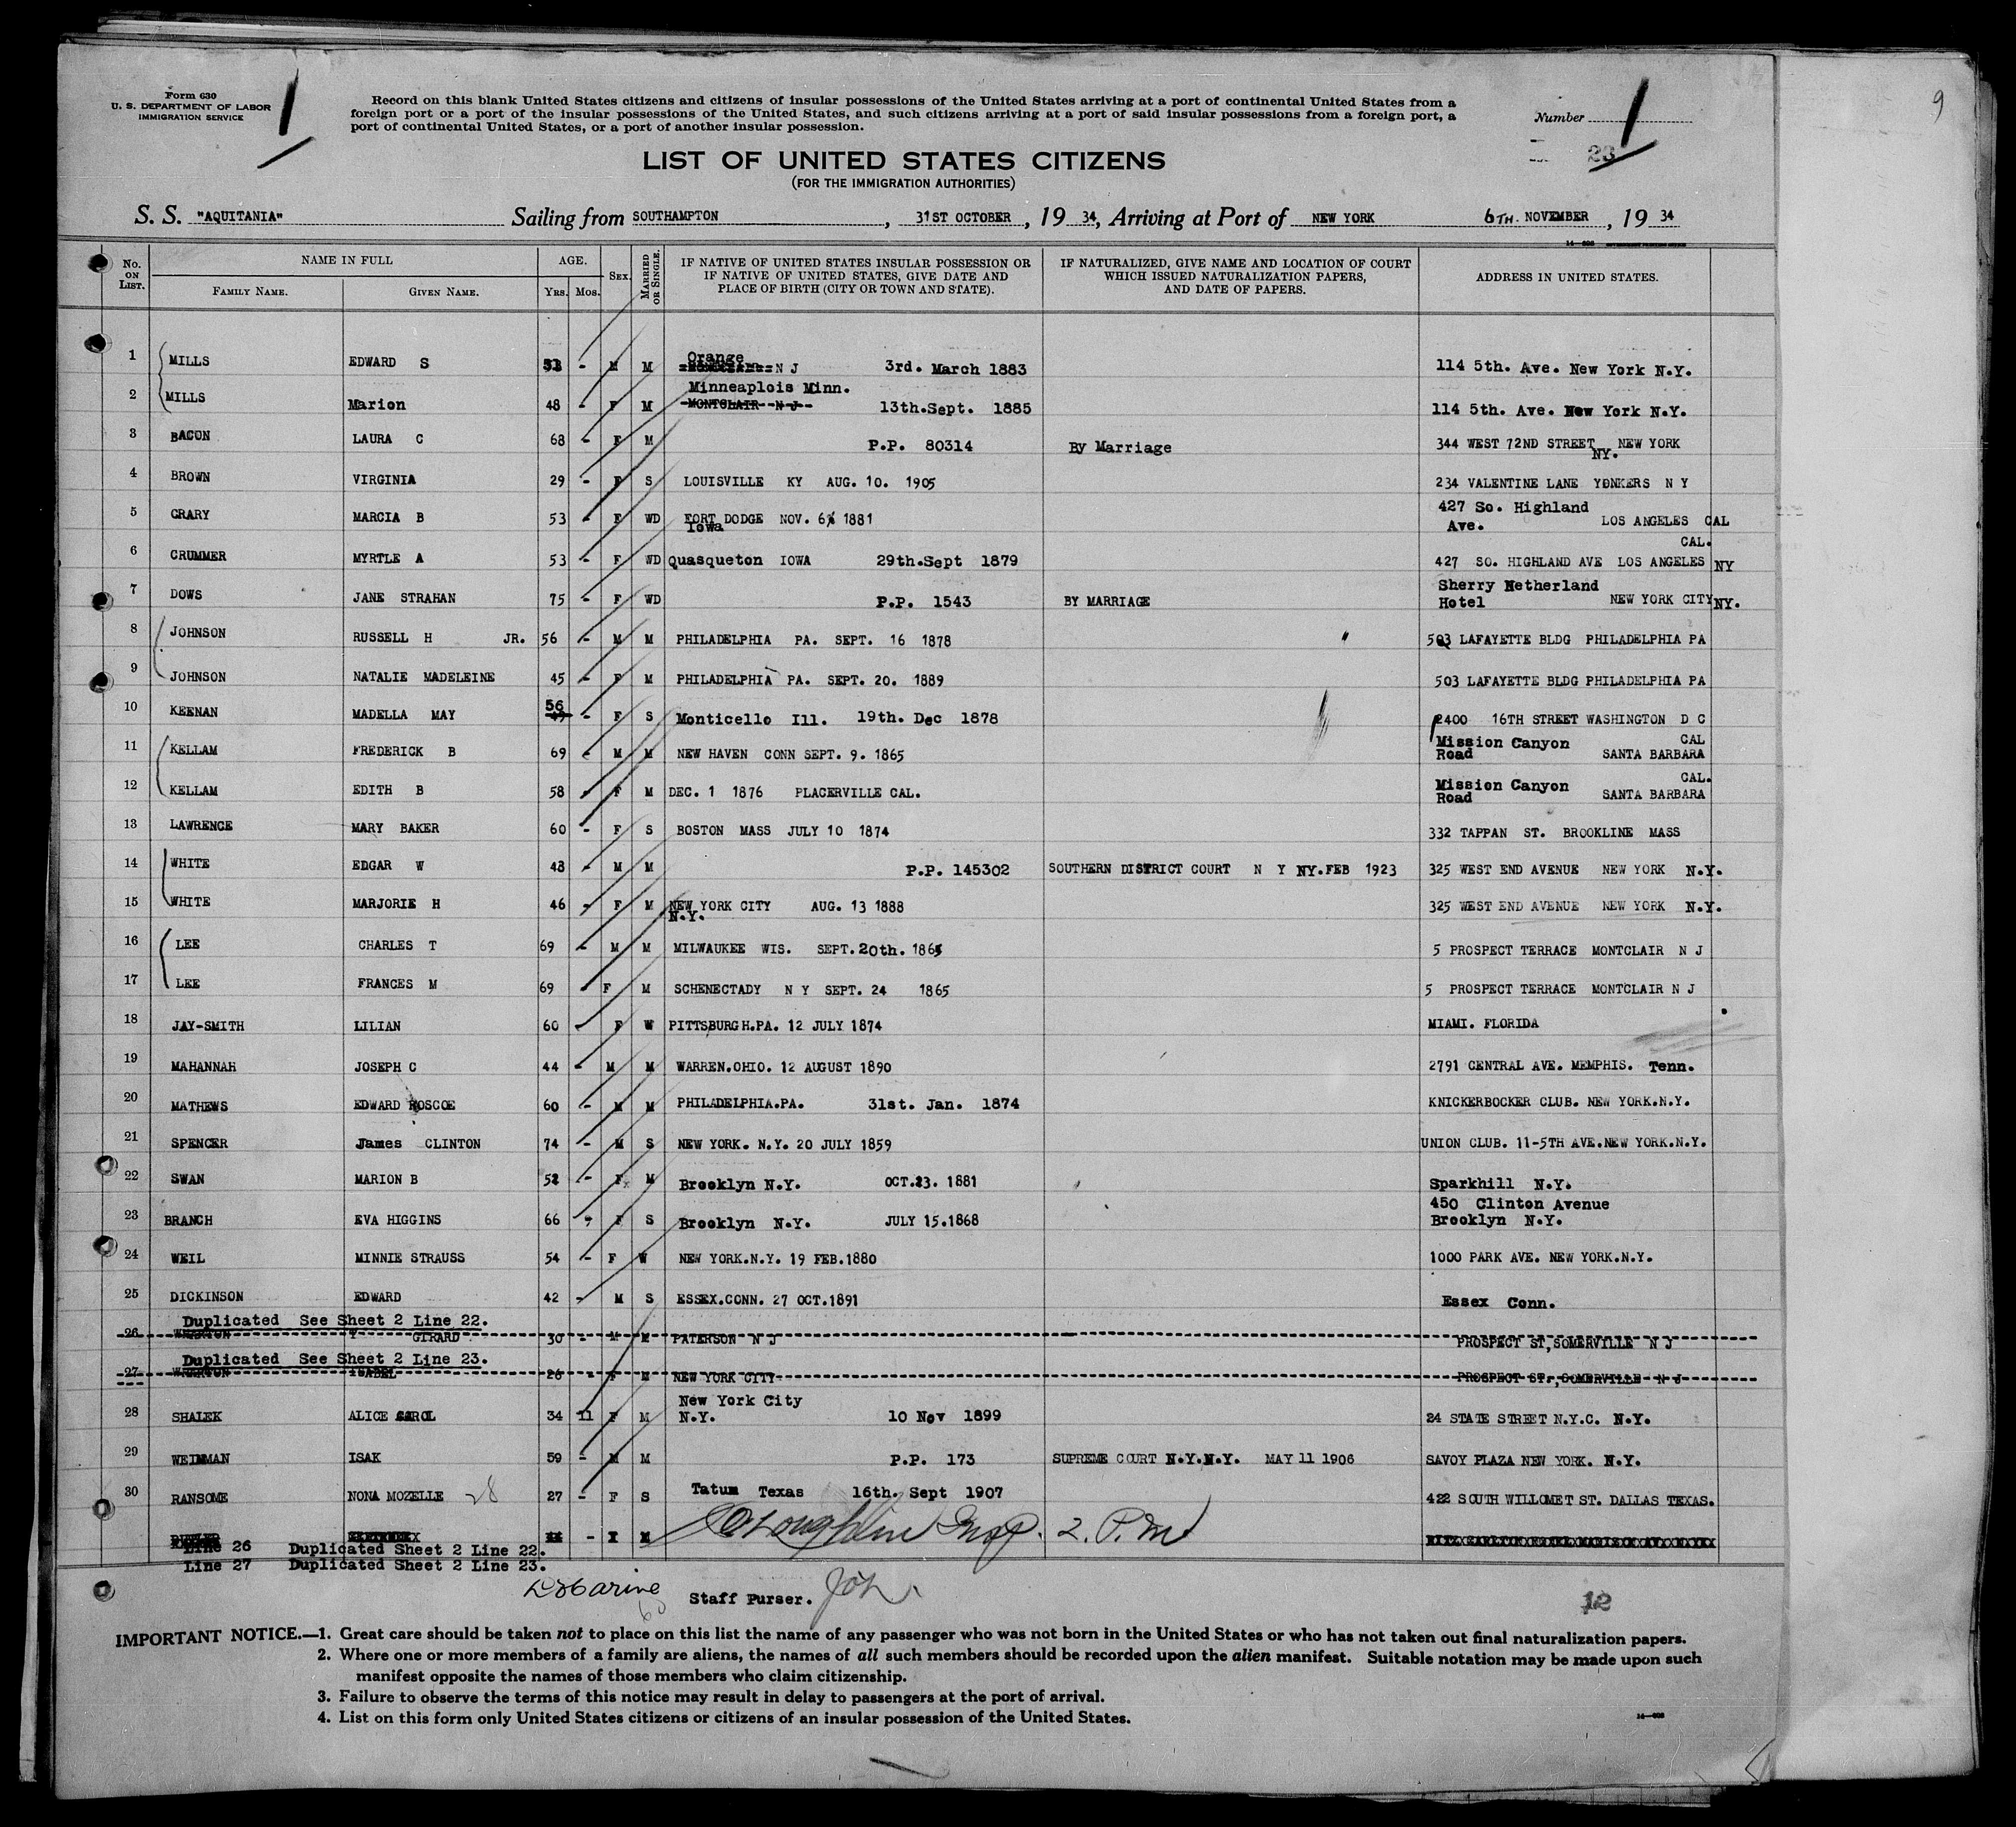 Form 630
U. S. DEPARTMENT OF LABOR
IMMIGRATION SERVICE
Record on this blank United States citizens and citizens of insular possessions of the United States arriving at a port of continental United States from a
foreign port or a port of the insular possessions of the United States, and such citizens arriving at a port of said insular possessions from a foreign port, a
port of continental United States, or a port of another insular possession.
Number 1
23
9
LIST OF UNITED STATES CITIZENS
(FOR THE IMMIGRATION AUTHORITIES)
S. S. "AQUITANIA" Sailing from SOUTHAMPTON, 31ST OCTOBER, 19 34, Arriving at Port of NEW YORK 6TH. NOVEMBER, 19 34
No. ON LIST. NAME IN FULL FAMILY NAME. GIVEN NAME. AGE. YRS. MOS. SEX. MARRIED OR SINGLE. IF NATIVE OF UNITED STATES INSULAR POSSESSION OR IF NATIVE OF UNITED STATES, GIVE DATE AND PLACE OF BIRTH (CITY OR TOWN AND STATE). IF NATURALIZED, GIVE NAME AND LOCATION OF COURT WHICH ISSUED NATURALIZATION PAPERS, AND DATE OF PAPERS. ADDRESS IN UNITED STATES.
1 MILLS EDWARD S - M M Orange N J 3rd. March 1883 114 5th. Ave. New York N.Y.
2 MILLS Marion 48 - F M Minneaplois Minn. MONTCLAIR N J 13th.Sept. 1885 114 5th. Ave. New York N.Y.
3 BACON LAURA C 68 - F M P.P. 80314 By Marriage 344 WEST 72ND STREET NEW YORK NY.
4 BROWN VIRGINIA 29 - F S LOUISVILLE KY AUG. 10. 1905 234 VALENTINE LANE YONKERS N Y
5 CRARY MARCIA B 53 - F WD FORT DODGE Iowa NOV. 6 1881 427 So. Highland Ave. LOS ANGELES CAL
6 CRUMMER MYRTLE A 53 - F WD Quasqueton IOWA 29th.Sept 1879 427 SO. HIGHLAND AVE LOS ANGELES CAL. NY
7 DOWS JANE STRAHAN 75 - F WD P.P. 1543 BY MARRIAGE Sherry Netherland Hotel NEW YORK CITY NY.
8 JOHNSON RUSSELL H JR. 56 - M M PHILADELPHIA PA. SEPT. 16 1878 503 LAFAYETTE BLDG PHILADELPHIA PA
9 JOHNSON NATALIE MADELEINE 45 - F M PHILADELPHIA PA. SEPT. 20. 1889 503 LAFAYETTE BLDG PHILADELPHIA PA
10 KEENAN MADELLA MAY 56 - F S Monticello Ill. 19th. Dec 1878 2400 16TH STREET WASHINGTON D C
11 KELLAM FREDERICK B 69 - M M NEW HAVEN CONN SEPT. 9. 1865 Mission Canyon Road SANTA BARBARA CAL
12 KELLAM EDITH B 58 - F M DEC. 1 1876 PLACERVILLE CAL. Mission Canyon Road SANTA BARBARA CAL.
13 LAWRENCE MARY BAKER 60 - F S BOSTON MASS JULY 10 1874 332 TAPPAN ST. BROOKLINE MASS
14 WHITE EDGAR W 48 - M M P.P. 145302 SOUTHERN DISTRICT COURT N Y NY.FEB 1923 325 WEST END AVENUE NEW YORK N.Y.
15 WHITE MARJORIE H 46 - F M NEW YORK CITY N.Y. AUG. 13 1888 325 WEST END AVENUE NEW YORK N.Y.
16 LEE CHARLES T 69 - M M MILWAUKEE WIS. SEPT.20th. 1865 5 PROSPECT TERRACE MONTCLAIR N J
17 LEE FRANCES M 69 - F M SCHENECTADY N Y SEPT. 24 1865 5 PROSPECT TERRACE MONTCLAIR N J
18 JAY-SMITH LILIAN 60 - F W PITTSBURGH.PA. 12 JULY 1874 MIAMI. FLORIDA
19 MAHANNAH JOSEPH C 44 - M M WARREN.OHIO. 12 AUGUST 1890 2791 CENTRAL AVE. MEMPHIS. Tenn.
20 MATHEWS EDWARD ROSCOE 60 - M M PHILADELPHIA.PA. 31st. Jan. 1874 KNICKERBOCKER CLUB. NEW YORK.N.Y.
21 SPENCER James CLINTON 74 - M S NEW YORK. N.Y. 20 JULY 1859 UNION CLUB. 11-5TH AVE.NEW YORK.N.Y.
22 SWAN MARION B 52 - F M Brooklyn N.Y. OCT.23. 1881 Sparkhill N.Y.
23 BRANCH EVA HIGGINS 66 - F S Brooklyn N.Y. JULY 15.1868 450 Clinton Avenue Brooklyn N.Y.
24 WEIL MINNIE STRAUSS 54 - F W NEW YORK.N.Y. 19 FEB.1880 1000 PARK AVE. NEW YORK.N.Y.
25 DICKINSON EDWARD 42 - M S ESSEX.CONN. 27 OCT.1891 Essex Conn.
Duplicated See Sheet 2 Line 22.
26 WHARTON T GIRARD 30 - M M PATERSON N J PROSPECT ST,SOMERVILLE N J
Duplicated See Sheet 2 Line 23.
27 WHARTON ISABEL 26 - F M NEW YORK CITY PROSPECT ST.,SOMERVILLE N J
28 SHALEK ALICE CAROL 34 11 F M New York City N.Y. 10 Nov 1899 24 STATE STREET N.Y.C. N.Y.
29 WEINMAN ISAK 59 - M M P.P. 173 SUPREME COURT N.Y.N.Y. MAY 11 1906 SAVOY PLAZA NEW YORK. N.Y.
30 RANSOME NONA MOZELLE 28 27 - F S Tatum Texas 16th. Sept 1907 422 SOUTH WILLOMET ST. DALLAS TEXAS.
Line 26 Duplicated Sheet 2 Line 22.
Line 27 Duplicated Sheet 2 Line 23.
Staff Purser.
12
IMPORTANT NOTICE.—1. Great care should be taken not to place on this list the name of any passenger who was not born in the United States or who has not taken out final naturalization papers.
2. Where one or more members of a family are aliens, the names of all such members should be recorded upon the alien manifest. Suitable notation may be made upon such
manifest opposite the names of those members who claim citizenship.
3. Failure to observe the terms of this notice may result in delay to passengers at the port of arrival.
4. List on this form only United States citizens or citizens of an insular possession of the United States.